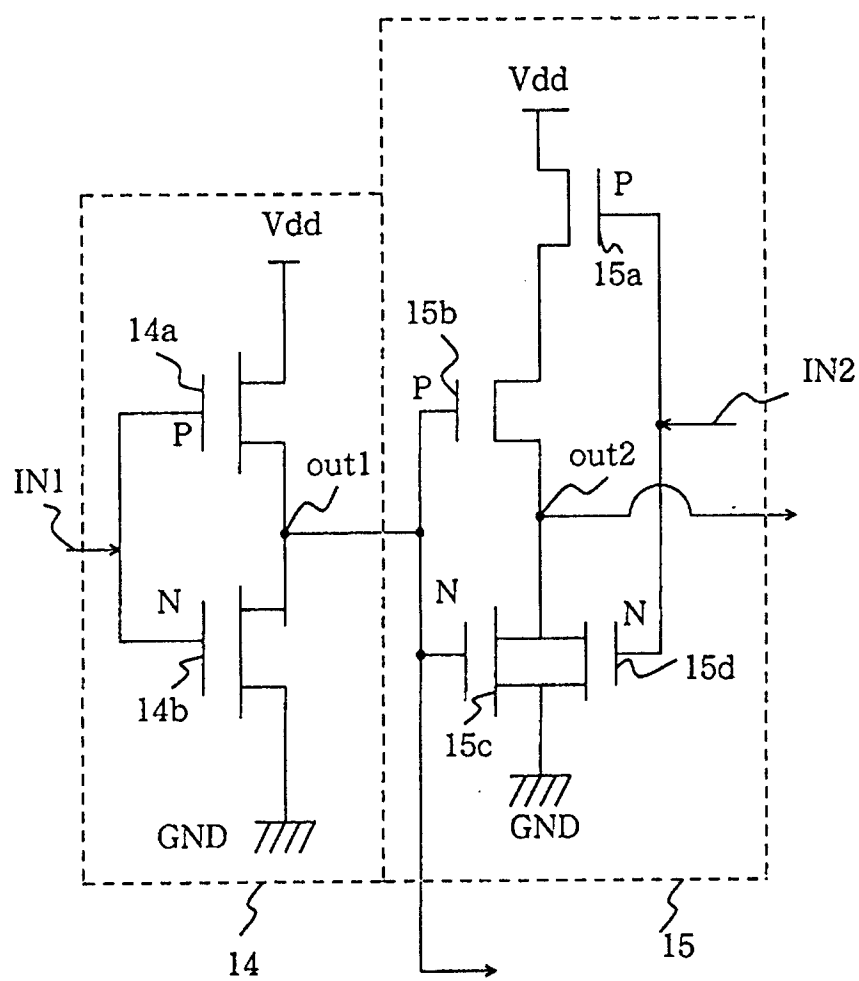 Vdd
P
15a
Vdd
15b
14a
P
IN2
P
out1
out2
IN1
N
N
N
15d
14b
15c
GND
GND
14
15